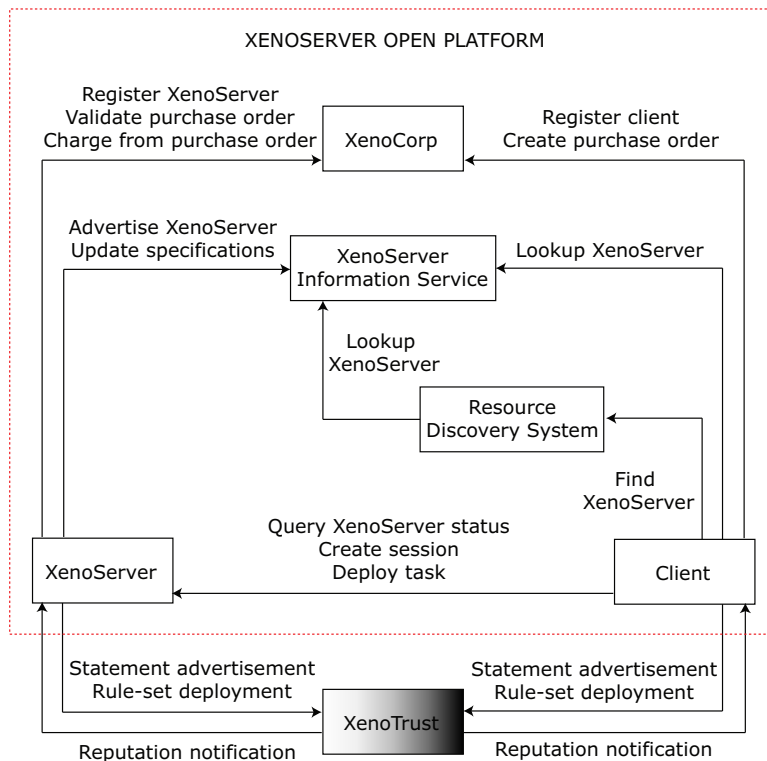 XENOSERVER OPEN PLATFORM
Register XenoServer
Validate purchase order
Charge from purchase order
XenoCorp
Register client
Create purchase order
Advertise XenoServer
Update specifications
XenoServer
Information Service
Lookup XenoServer
Lookup
XenoServer
Resource
Discovery System
Find
XenoServer
Query XenoServer status
Create session
Deploy task
XenoServer
Client
Statement advertisement
Rule-set deployment
Statement advertisement
Rule-set deployment
XenoTrust
Reputation notification
Reputation notification